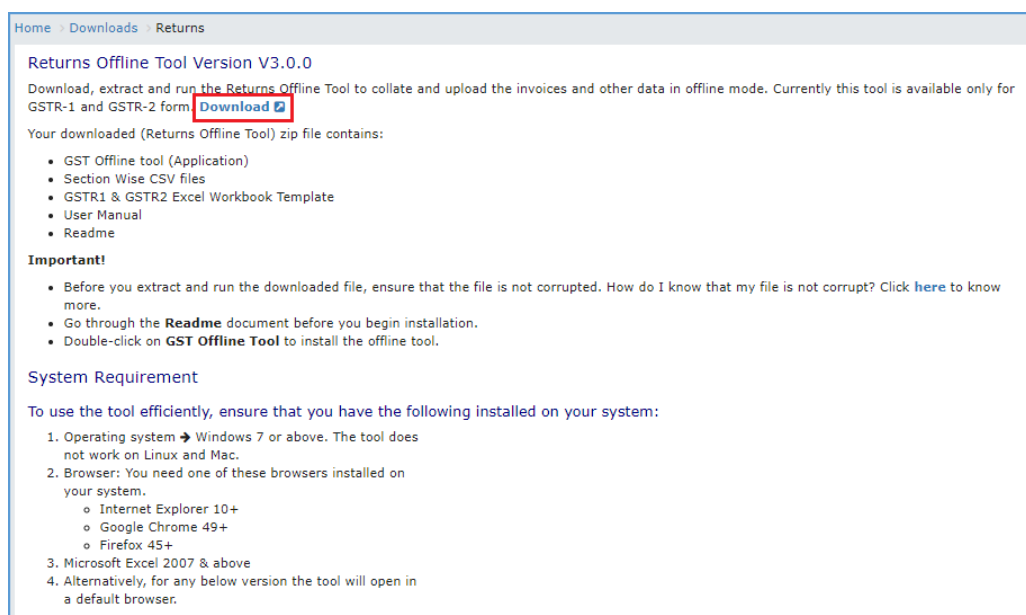 Home > Downloads > Returns
Returns Offline Tool Version V3.0.0
Download, extract and run the Returns Offline Tool to collate and upload the invoices and other data in offline mode. Currently this tool is available only for
GSTR-1 and GSTR-2 form. Download
Your downloaded (Returns Offline Tool) zip file contains:
• GST Offline tool (Application)
• Section Wise CSV files
• GSTR1 & GSTR2 Excel Workbook Template
• User Manual
• Readme
Important!
• Before you extract and run the downloaded file, ensure that the file is not corrupted. How do I know that my file is not corrupt? Click here to know
more.
• Go through the Readme document before you begin installation.
• Double-click on GST Offline Tool to install the offline tool.
System Requirement
To use the tool efficiently, ensure that you have the following installed on your system:
1. Operating system → Windows 7 or above. The tool does
not work on Linux and Mac.
2. Browser: You need one of these browsers installed on
your system.
o Internet Explorer 10+
o Google Chrome 49+
o Firefox 45+
3. Microsoft Excel 2007 & above
4. Alternatively, for any below version the tool will open in
a default browser.